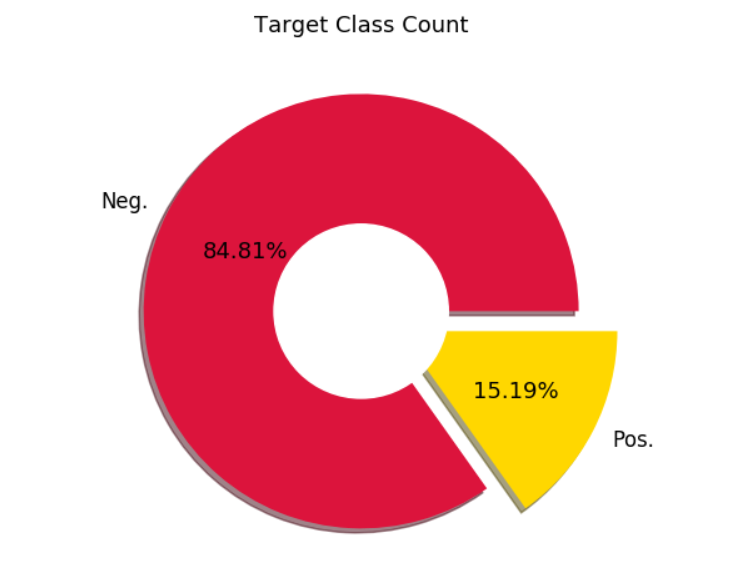 Target Class Count
Neg.
84.81%
15.19%
Pos.